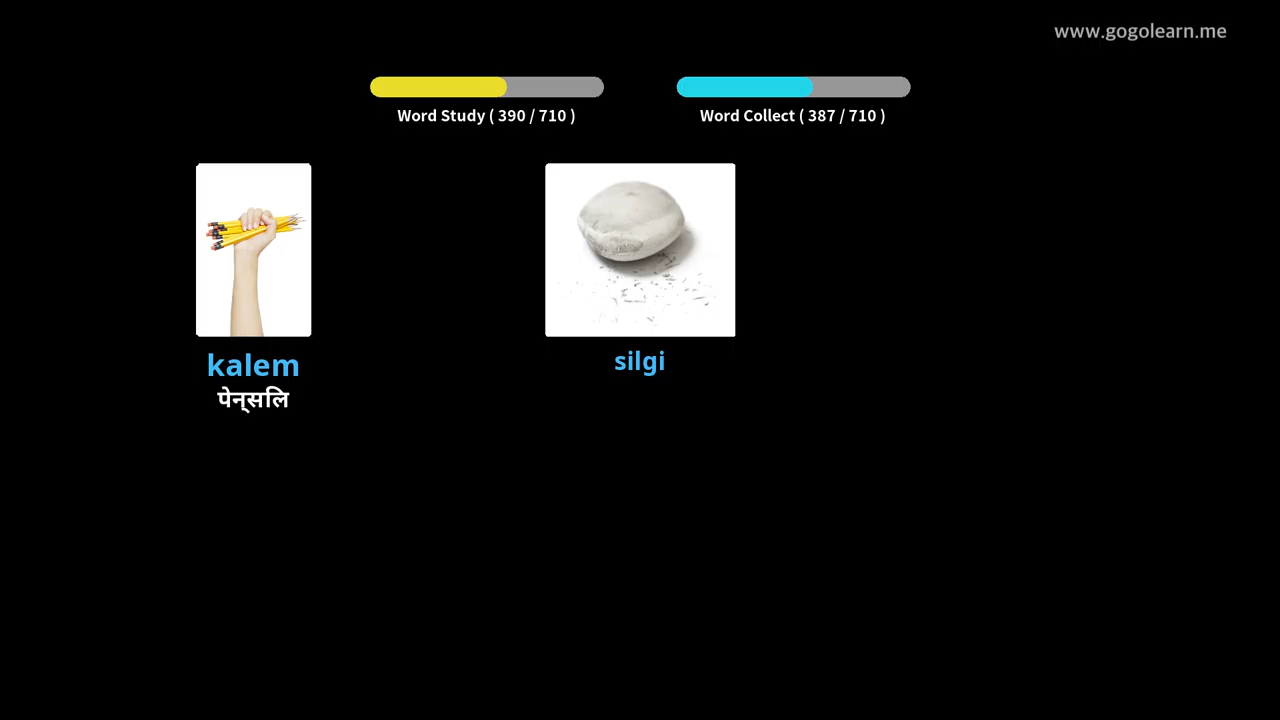 www.gogolearn.me
Word Study ( 390 / 710 )
Word Collect ( 387 / 710 )
kalem
पेन्सलि
silgi